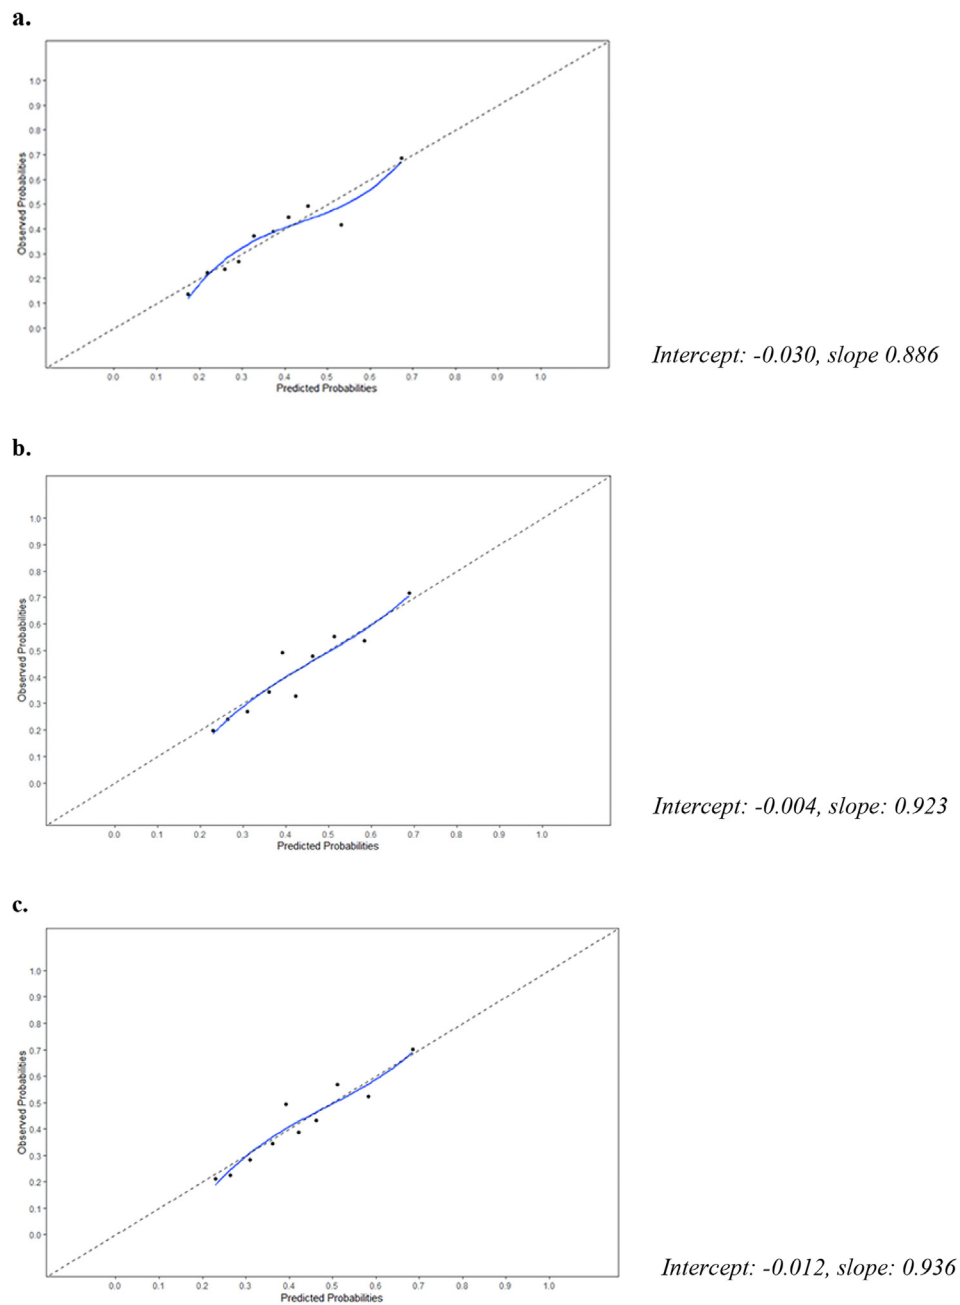 a.
1.0
0.9
0.8
0.7
0.6
0.5
0.4
0.3
0.2
0.1
0.0
Observed Probabilities
0.0 0.1 0.2 0.3 0.4 0.5 0.6 0.7 0.8 0.9 1.0
Predicted Probabilities
Intercept: -0.030, slope 0.886
b.
1.0
0.9
0.8
0.7
0.6
0.5
0.4
0.3
0.2
0.1
0.0
Observed Probabilities
0.0 0.1 0.2 0.3 0.4 0.5 0.6 0.7 0.8 0.9 1.0
Predicted Probabilities
Intercept: -0.004, slope: 0.923
c.
1.0
0.9
0.8
0.7
0.6
0.5
0.4
0.3
0.2
0.1
0.0
Observed Probabilities
0.0 0.1 0.2 0.3 0.4 0.5 0.6 0.7 0.8 0.9 1.0
Predicted Probabilities
Intercept: -0.012, slope: 0.936